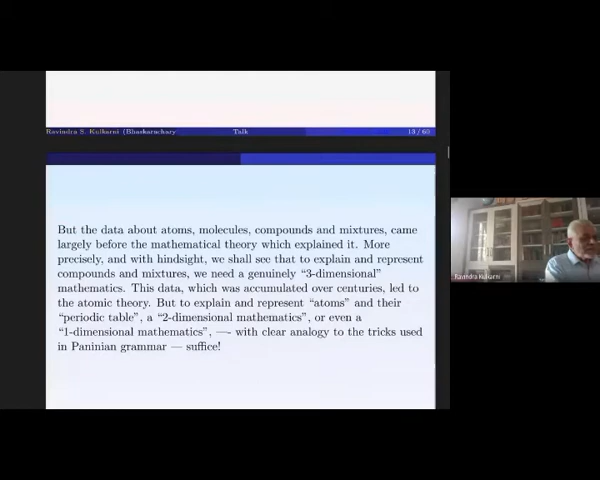 Ravindra S. Kulkarni (Bhaskaracharya
Talk
13 / 60
But the data about atoms, molecules, compounds and mixtures, came
largely before the mathematical theory which explained it. More
precisely, and with hindsight, we shall see that to explain and represent
compounds and mixtures, we need a genuinely “3-dimensional”
mathematics. This data, which was accumulated over centuries, led to
the atomic theory. But to explain and represent “atoms” and their
“periodic table”, a “2-dimensional mathematics”, or even a
“1-dimensional mathematics”, —- with clear analogy to the tricks used
in Paninian grammar — suffice!
Ravindra Kulkarni